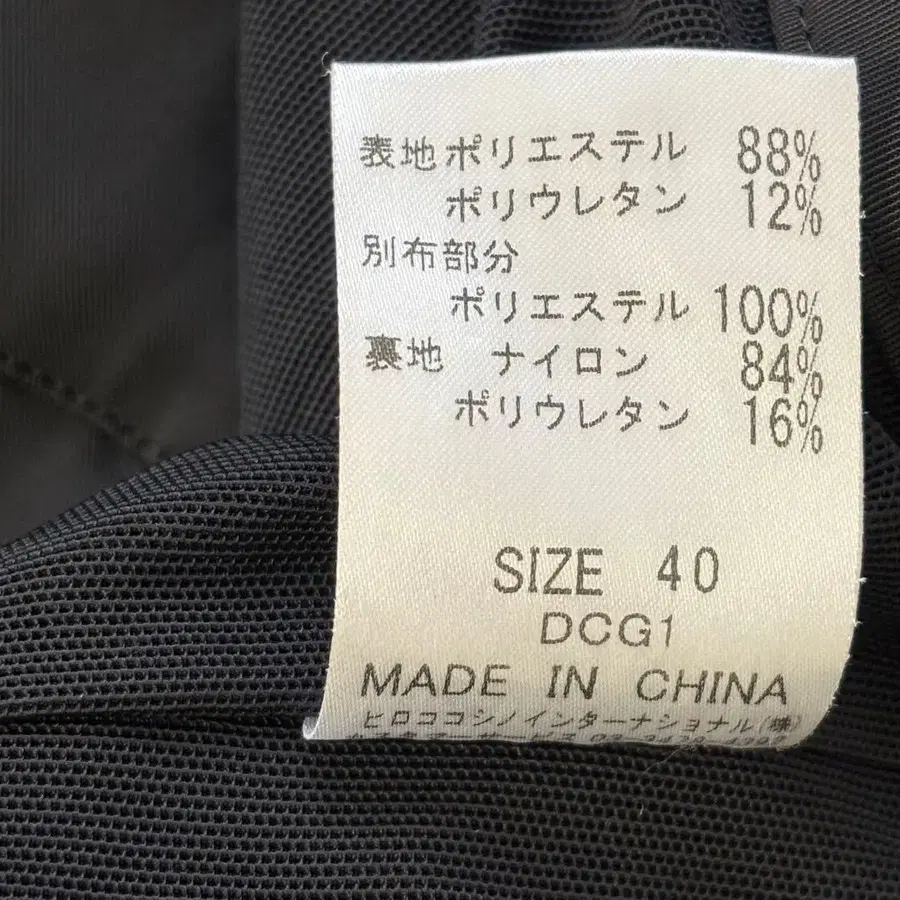 表地 ポリエステル 88%
ポリウレタン 12%
別布部分
ポリエステル 100%
裏地 ナイロン 84%
ポリウレタン 16%
SIZE 40
DCG1
MADE IN CHINA
ヒロココシノインターナショナル(株)